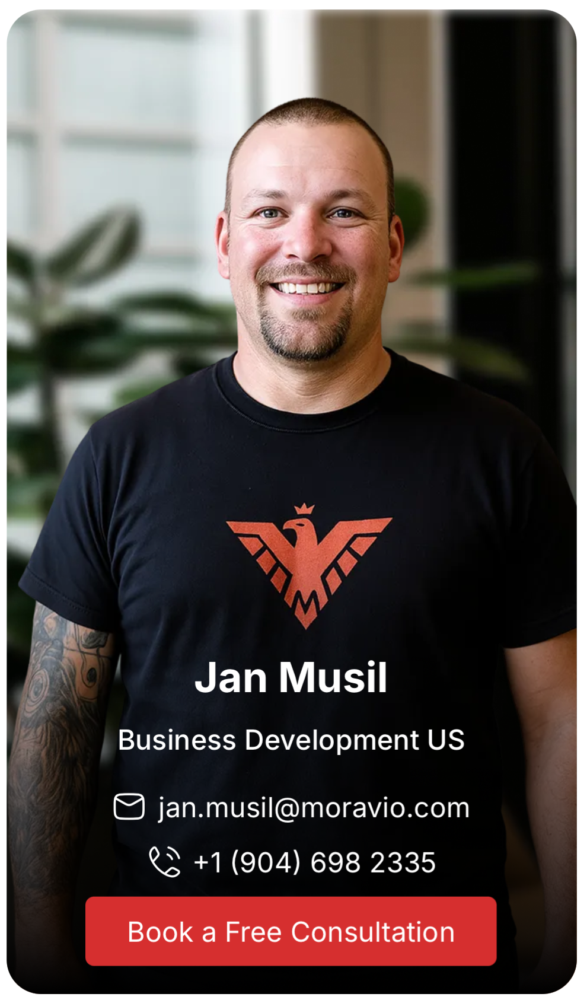 Jan Musil
Business Development US
jan.musil@moravio.com
+1 (904) 698 2335
Book a Free Consultation